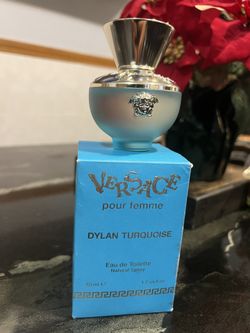 VERSACE
pour femme
DYLAN TURQUOISE
Eau de Toilette
Natural Spray